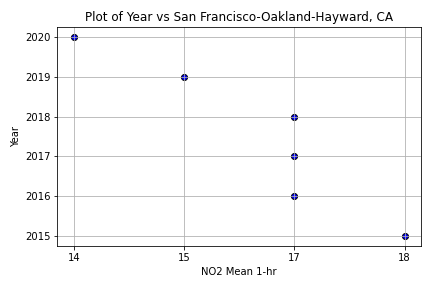 Plot of Year vs San Francisco-Oakland-Hayward, CA
2020
2019
2018
2017
2016
2015
Year
14 15 17 18
NO2 Mean 1-hr